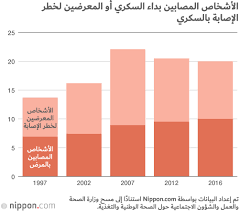 الأشخاص المصابين بداء السكري أو المعرضين لخطر
الإصابة بالسكري
25
20
15
10
5
0
الأشخاص
المعرضين
لخطر الإصابة
الأشخاص
المصابين
بالمرض
1997 2002 2007 2012 2016
تم إعداد البيانات بواسطة Nippon.com استنادًا إلى مسح وزارة الصحة
والعمل والشؤون الاجتماعية حول الصحة الوطنية والتغذية.
nippon.com